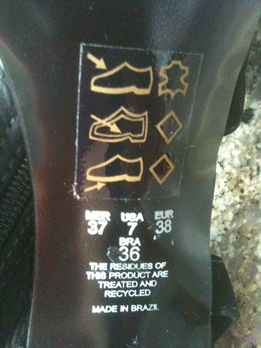 MER USA EUR
37 7 38
BRA
36
THE RESIDUES OF
THIS PRODUCT ARE
TREATED AND
RECYCLED
MADE IN BRAZIL